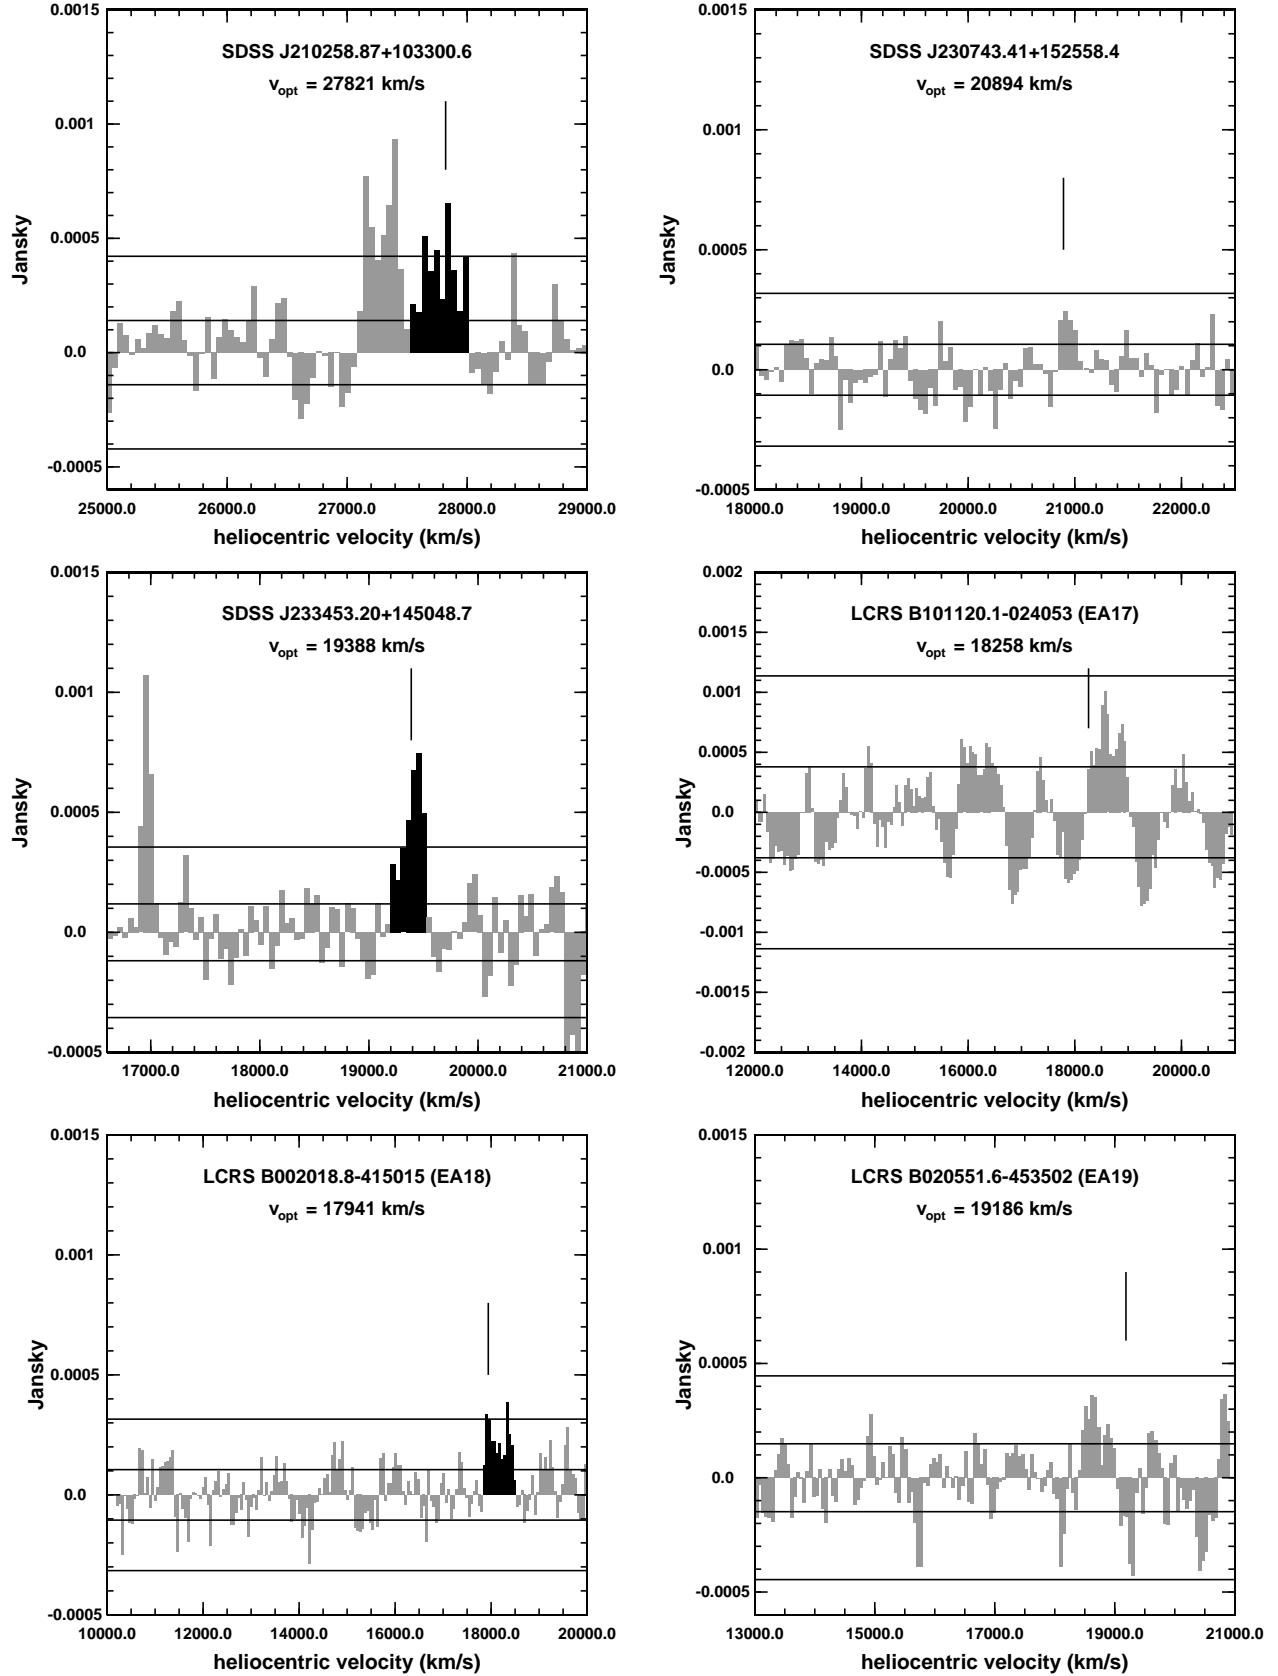 0.0015
0.001
0.0005
0.0
-0.0005
Jansky
SDSS J210258.87+103300.6
vopt = 27821 km/s
25000.0 26000.0 27000.0 28000.0 29000.0
heliocentric velocity (km/s)
0.0015
0.001
0.0005
0.0
-0.0005
Jansky
SDSS J230743.41+152558.4
vopt = 20894 km/s
18000.0 19000.0 20000.0 21000.0 22000.0
heliocentric velocity (km/s)
0.0015
0.001
0.0005
0.0
-0.0005
Jansky
SDSS J233453.20+145048.7
vopt = 19388 km/s
17000.0 18000.0 19000.0 20000.0 21000.0
heliocentric velocity (km/s)
0.002
0.0015
0.001
0.0005
0.0
-0.0005
-0.001
-0.0015
-0.002
Jansky
LCRS B101120.1-024053 (EA17)
vopt = 18258 km/s
12000.0 14000.0 16000.0 18000.0 20000.0
heliocentric velocity (km/s)
0.0015
0.001
0.0005
0.0
-0.0005
Jansky
LCRS B002018.8-415015 (EA18)
vopt = 17941 km/s
10000.0 12000.0 14000.0 16000.0 18000.0 20000.0
heliocentric velocity (km/s)
0.0015
0.001
0.0005
0.0
-0.0005
Jansky
LCRS B020551.6-453502 (EA19)
vopt = 19186 km/s
13000.0 15000.0 17000.0 19000.0 21000.0
heliocentric velocity (km/s)